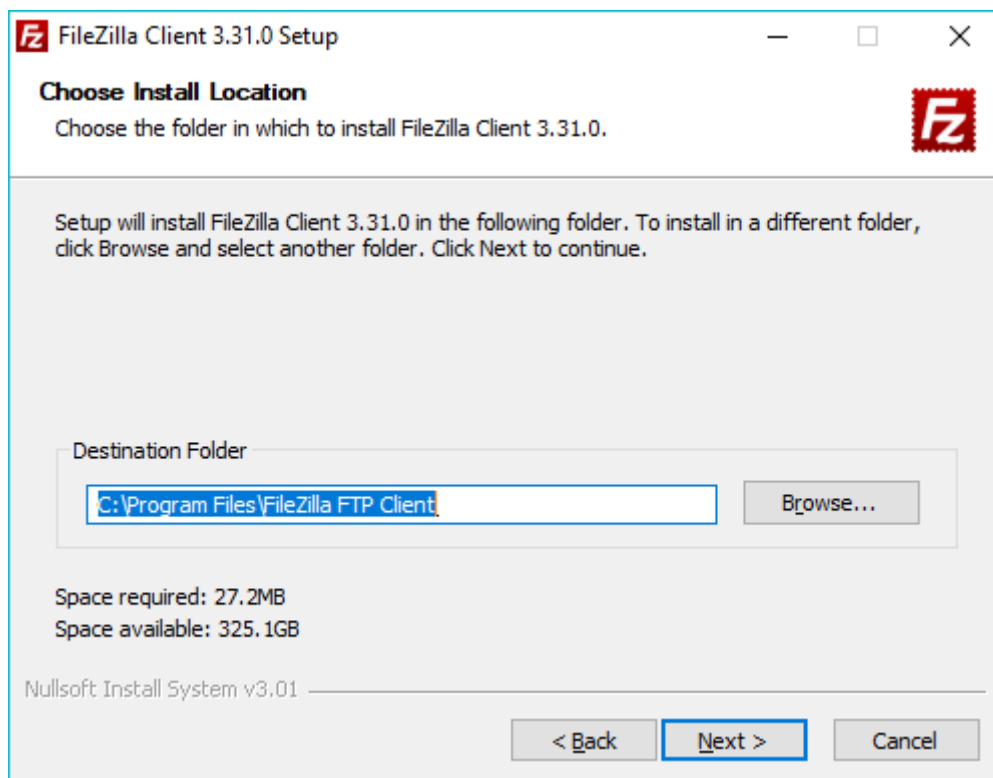 FileZilla Client 3.31.0 Setup
Choose Install Location
Choose the folder in which to install FileZilla Client 3.31.0.
Fz
Setup will install FileZilla Client 3.31.0 in the following folder. To install in a different folder,
click Browse and select another folder. Click Next to continue.
Destination Folder
C:\Program Files\FileZilla FTP Client
Browse...
Space required: 27.2MB
Space available: 325.1GB
Nullsoft Install System v3.01
< Back
Next >
Cancel